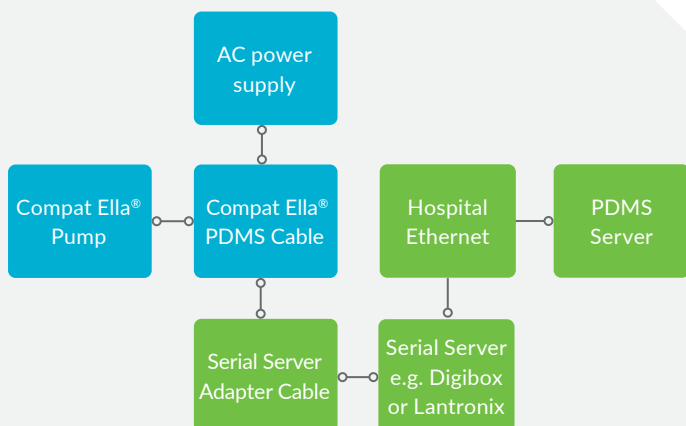 AC power
supply
Compat Ella®
Pump
Compat Ella®
PDMS Cable
Hospital
Ethernet
PDMS
Server
Serial Server
Adapter Cable
Serial Server
e.g. Digibox
or Lantronix